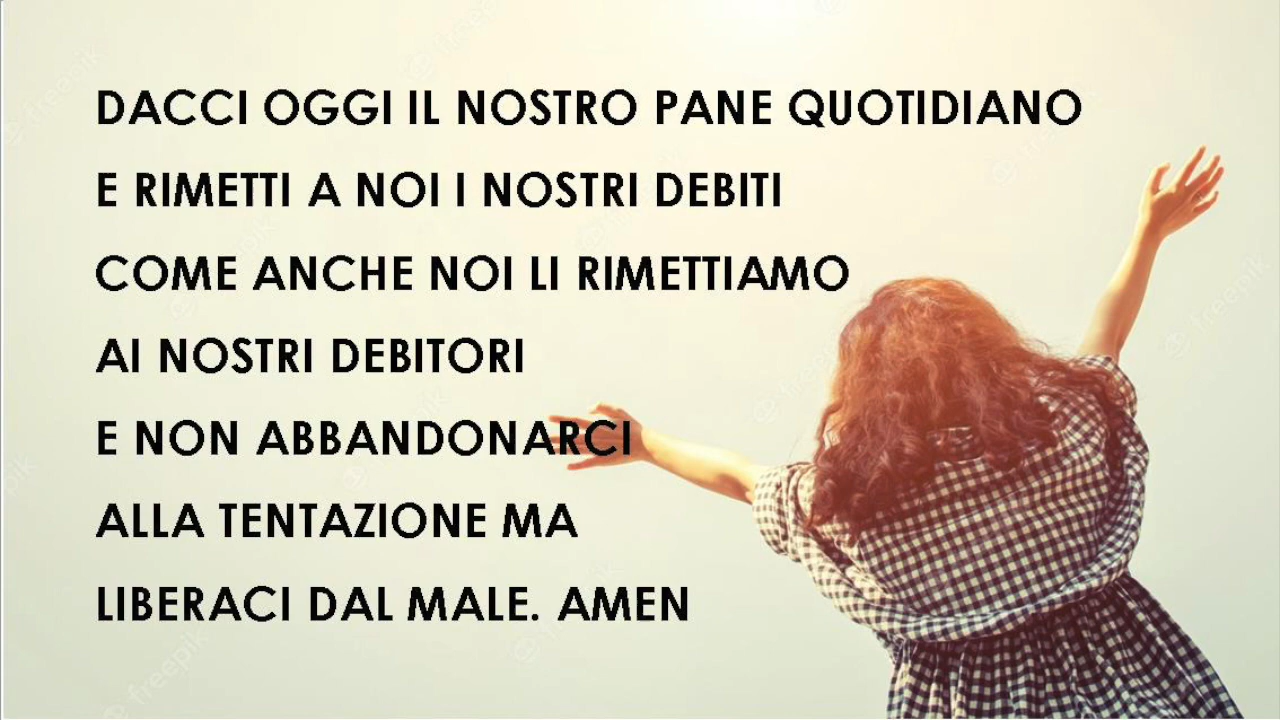 DACCI OGGI IL NOSTRO PANE QUOTIDIANO
E RIMETTI A NOI I NOSTRI DEBITI
COME ANCHE NOI LI RIMETTIAMO
AI NOSTRI DEBITORI
E NON ABBANDONARCI
ALLA TENTAZIONE MA
LIBERACI DAL MALE. AMEN
freepik